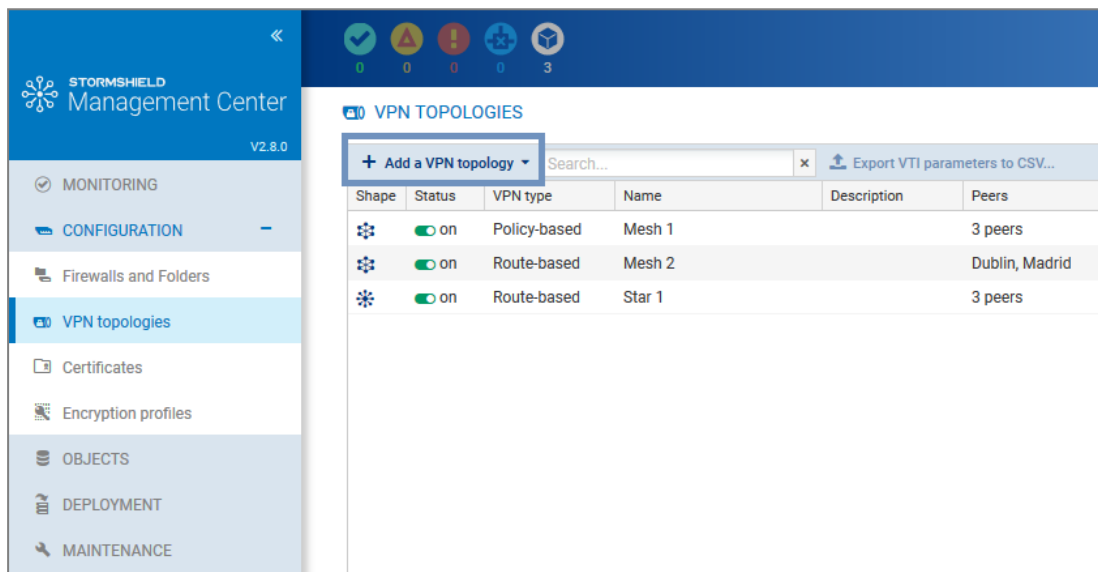 «
STORMSHIELD
Management Center
V2.8.0
MONITORING
CONFIGURATION −
Firewalls and Folders
VPN topologies
Certificates
Encryption profiles
OBJECTS
DEPLOYMENT
MAINTENANCE
0 0 0 0 3
VPN TOPOLOGIES
+ Add a VPN topology Search... × Export VTI parameters to CSV...
Shape Status VPN type Name Description Peers
on Policy-based Mesh 1 3 peers
on Route-based Mesh 2 Dublin, Madrid
on Route-based Star 1 3 peers